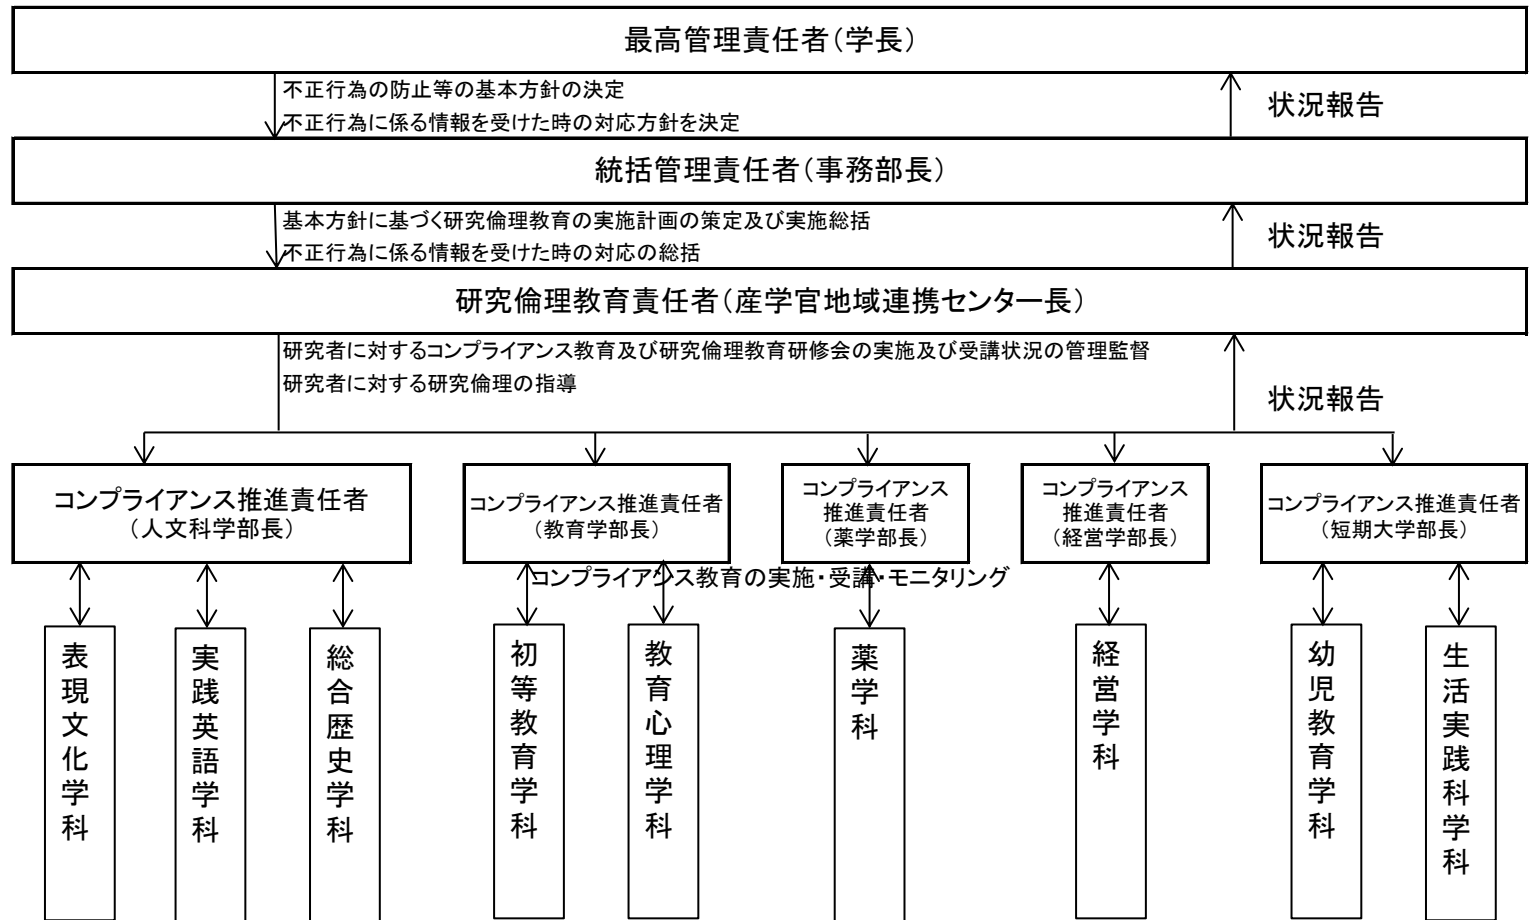 最高管理責任者（学長）
不正行為の防止等の基本方針の決定
不正行為に係る情報を受けた時の対応方針を決定
状況報告
統括管理責任者（事務部長）
基本方針に基づく研究倫理教育の実施計画の策定及び実施総括
不正行為に係る情報を受けた時の対応の総括
状況報告
研究倫理教育責任者（産学官地域連携センター長）
研究者に対するコンプライアンス教育及び研究倫理教育研修会の実施及び受講状況の管理監督
研究者に対する研究倫理の指導
状況報告
コンプライアンス推進責任者
（人文科学部長）
コンプライアンス推進責任者
（教育学部長）
コンプライアンス
推進責任者
（薬学部長）
コンプライアンス
推進責任者
（経営学部長）
コンプライアンス推進責任者
（短期大学部長）
コンプライアンス教育の実施・受講・モニタリング
表現文化学科
実践英語学科
総合歴史学科
初等教育学科
教育心理学科
薬学科
経営学科
幼児教育学科
生活実践科学科